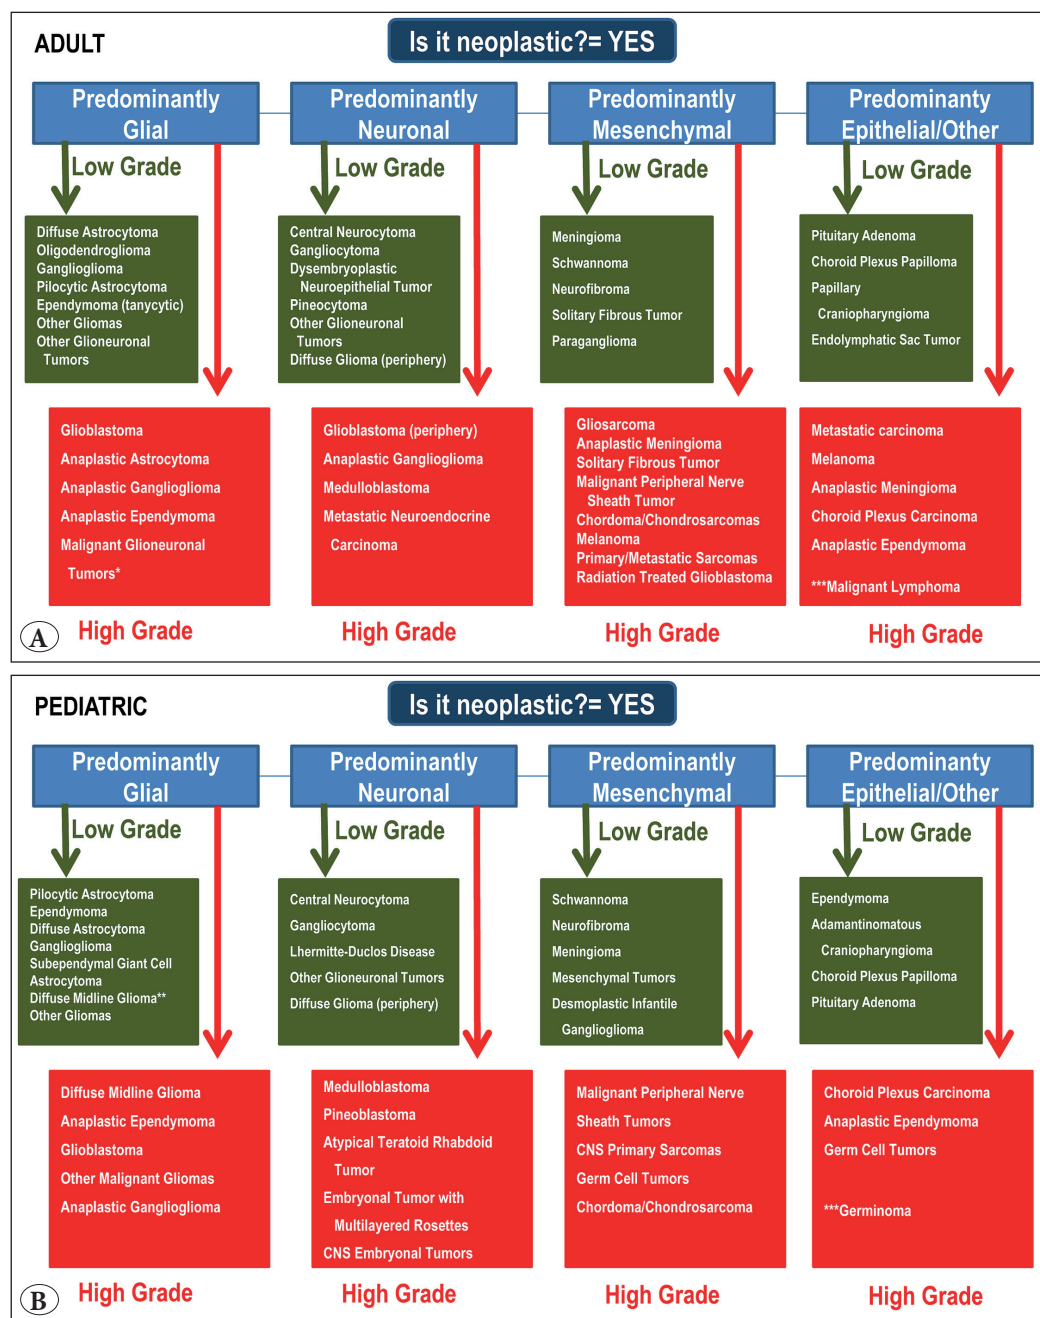 ADULT
Is it neoplastic?= YES
Predominantly
Glial
Predominantly
Neuronal
Predominantly
Mesenchymal
Predominanty
Epithelial/Other
Low Grade
Low Grade
Low Grade
Low Grade
Diffuse Astrocytoma
Oligodendroglioma
Ganglioglioma
Pilocytic Astrocytoma
Ependymoma (tanycytic)
Other Gliomas
Other Glioneuronal
Tumors
Central Neurocytoma
Gangliocytoma
Dysembryoplastic
Neuroepithelial Tumor
Pineocytoma
Other Glioneuronal
Tumors
Diffuse Glioma (periphery)
Meningioma
Schwannoma
Neurofibroma
Solitary Fibrous Tumor
Paraganglioma
Pituitary Adenoma
Choroid Plexus Papilloma
Papillary
Craniopharyngioma
Endolymphatic Sac Tumor
Glioblastoma
Anaplastic Astrocytoma
Anaplastic Ganglioglioma
Anaplastic Ependymoma
Malignant Glioneuronal
Tumors*
Glioblastoma (periphery)
Anaplastic Ganglioglioma
Medulloblastoma
Metastatic Neuroendocrine
Carcinoma
Gliosarcoma
Anaplastic Meningioma
Solitary Fibrous Tumor
Malignant Peripheral Nerve
Sheath Tumor
Chordoma/Chondrosarcomas
Melanoma
Primary/Metastatic Sarcomas
Radiation Treated Glioblastoma
Metastatic carcinoma
Melanoma
Anaplastic Meningioma
Choroid Plexus Carcinoma
Anaplastic Ependymoma
***Malignant Lymphoma
High Grade
High Grade
High Grade
High Grade
A
PEDIATRIC
Is it neoplastic?= YES
Predominantly
Glial
Predominantly
Neuronal
Predominantly
Mesenchymal
Predominanty
Epithelial/Other
Low Grade
Low Grade
Low Grade
Low Grade
Pilocytic Astrocytoma
Ependymoma
Diffuse Astrocytoma
Ganglioglioma
Subependymal Giant Cell
Astrocytoma
Diffuse Midline Glioma**
Other Gliomas
Central Neurocytoma
Gangliocytoma
Lhermitte-Duclos Disease
Other Glioneuronal Tumors
Diffuse Glioma (periphery)
Schwannoma
Neurofibroma
Meningioma
Mesenchymal Tumors
Desmoplastic Infantile
Ganglioglioma
Ependymoma
Adamantinomatous
Craniopharyngioma
Choroid Plexus Papilloma
Pituitary Adenoma
Diffuse Midline Glioma
Anaplastic Ependymoma
Glioblastoma
Other Malignant Gliomas
Anaplastic Ganglioglioma
Medulloblastoma
Pineoblastoma
Atypical Teratoid Rhabdoid
Tumor
Embryonal Tumor with
Multilayered Rosettes
CNS Embryonal Tumors
Malignant Peripheral Nerve
Sheath Tumors
CNS Primary Sarcomas
Germ Cell Tumors
Chordoma/Chondrosarcoma
Choroid Plexus Carcinoma
Anaplastic Ependymoma
Germ Cell Tumors
***Germinoma
High Grade
High Grade
High Grade
High Grade
B